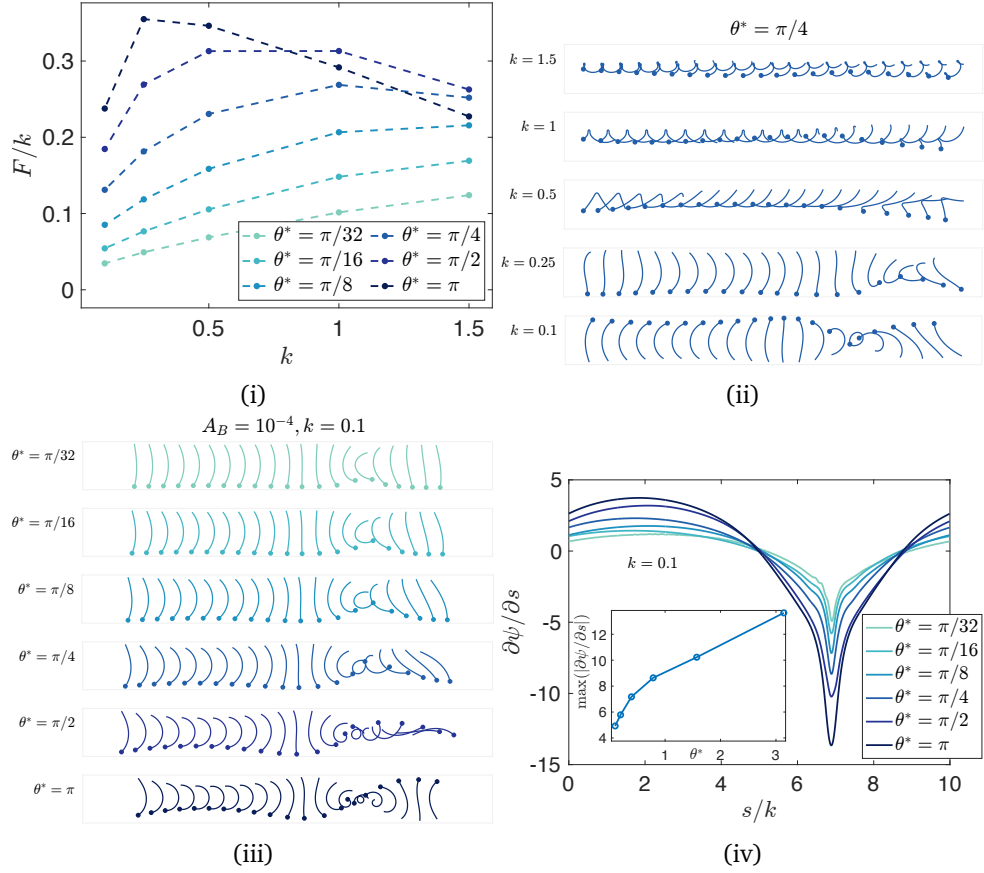 F/k
0.3
0.2
0.1
0
0.5
1
1.5
k
θ* = π/32
θ* = π/16
θ* = π/8
θ* = π/4
θ* = π/2
θ* = π
(i)
θ* = π/4
k = 1.5
k = 1
k = 0.5
k = 0.25
k = 0.1
(ii)
A_B = 10^{-4}, k = 0.1
θ* = π/32
θ* = π/16
θ* = π/8
θ* = π/4
θ* = π/2
θ* = π
(iii)
∂ψ/∂s
5
0
-5
-10
-15
0
2
4
6
8
10
s/k
k = 0.1
max(|∂ψ/∂s|)
12
10
8
6
4
1
θ*
2
3
θ* = π/32
θ* = π/16
θ* = π/8
θ* = π/4
θ* = π/2
θ* = π
(iv)